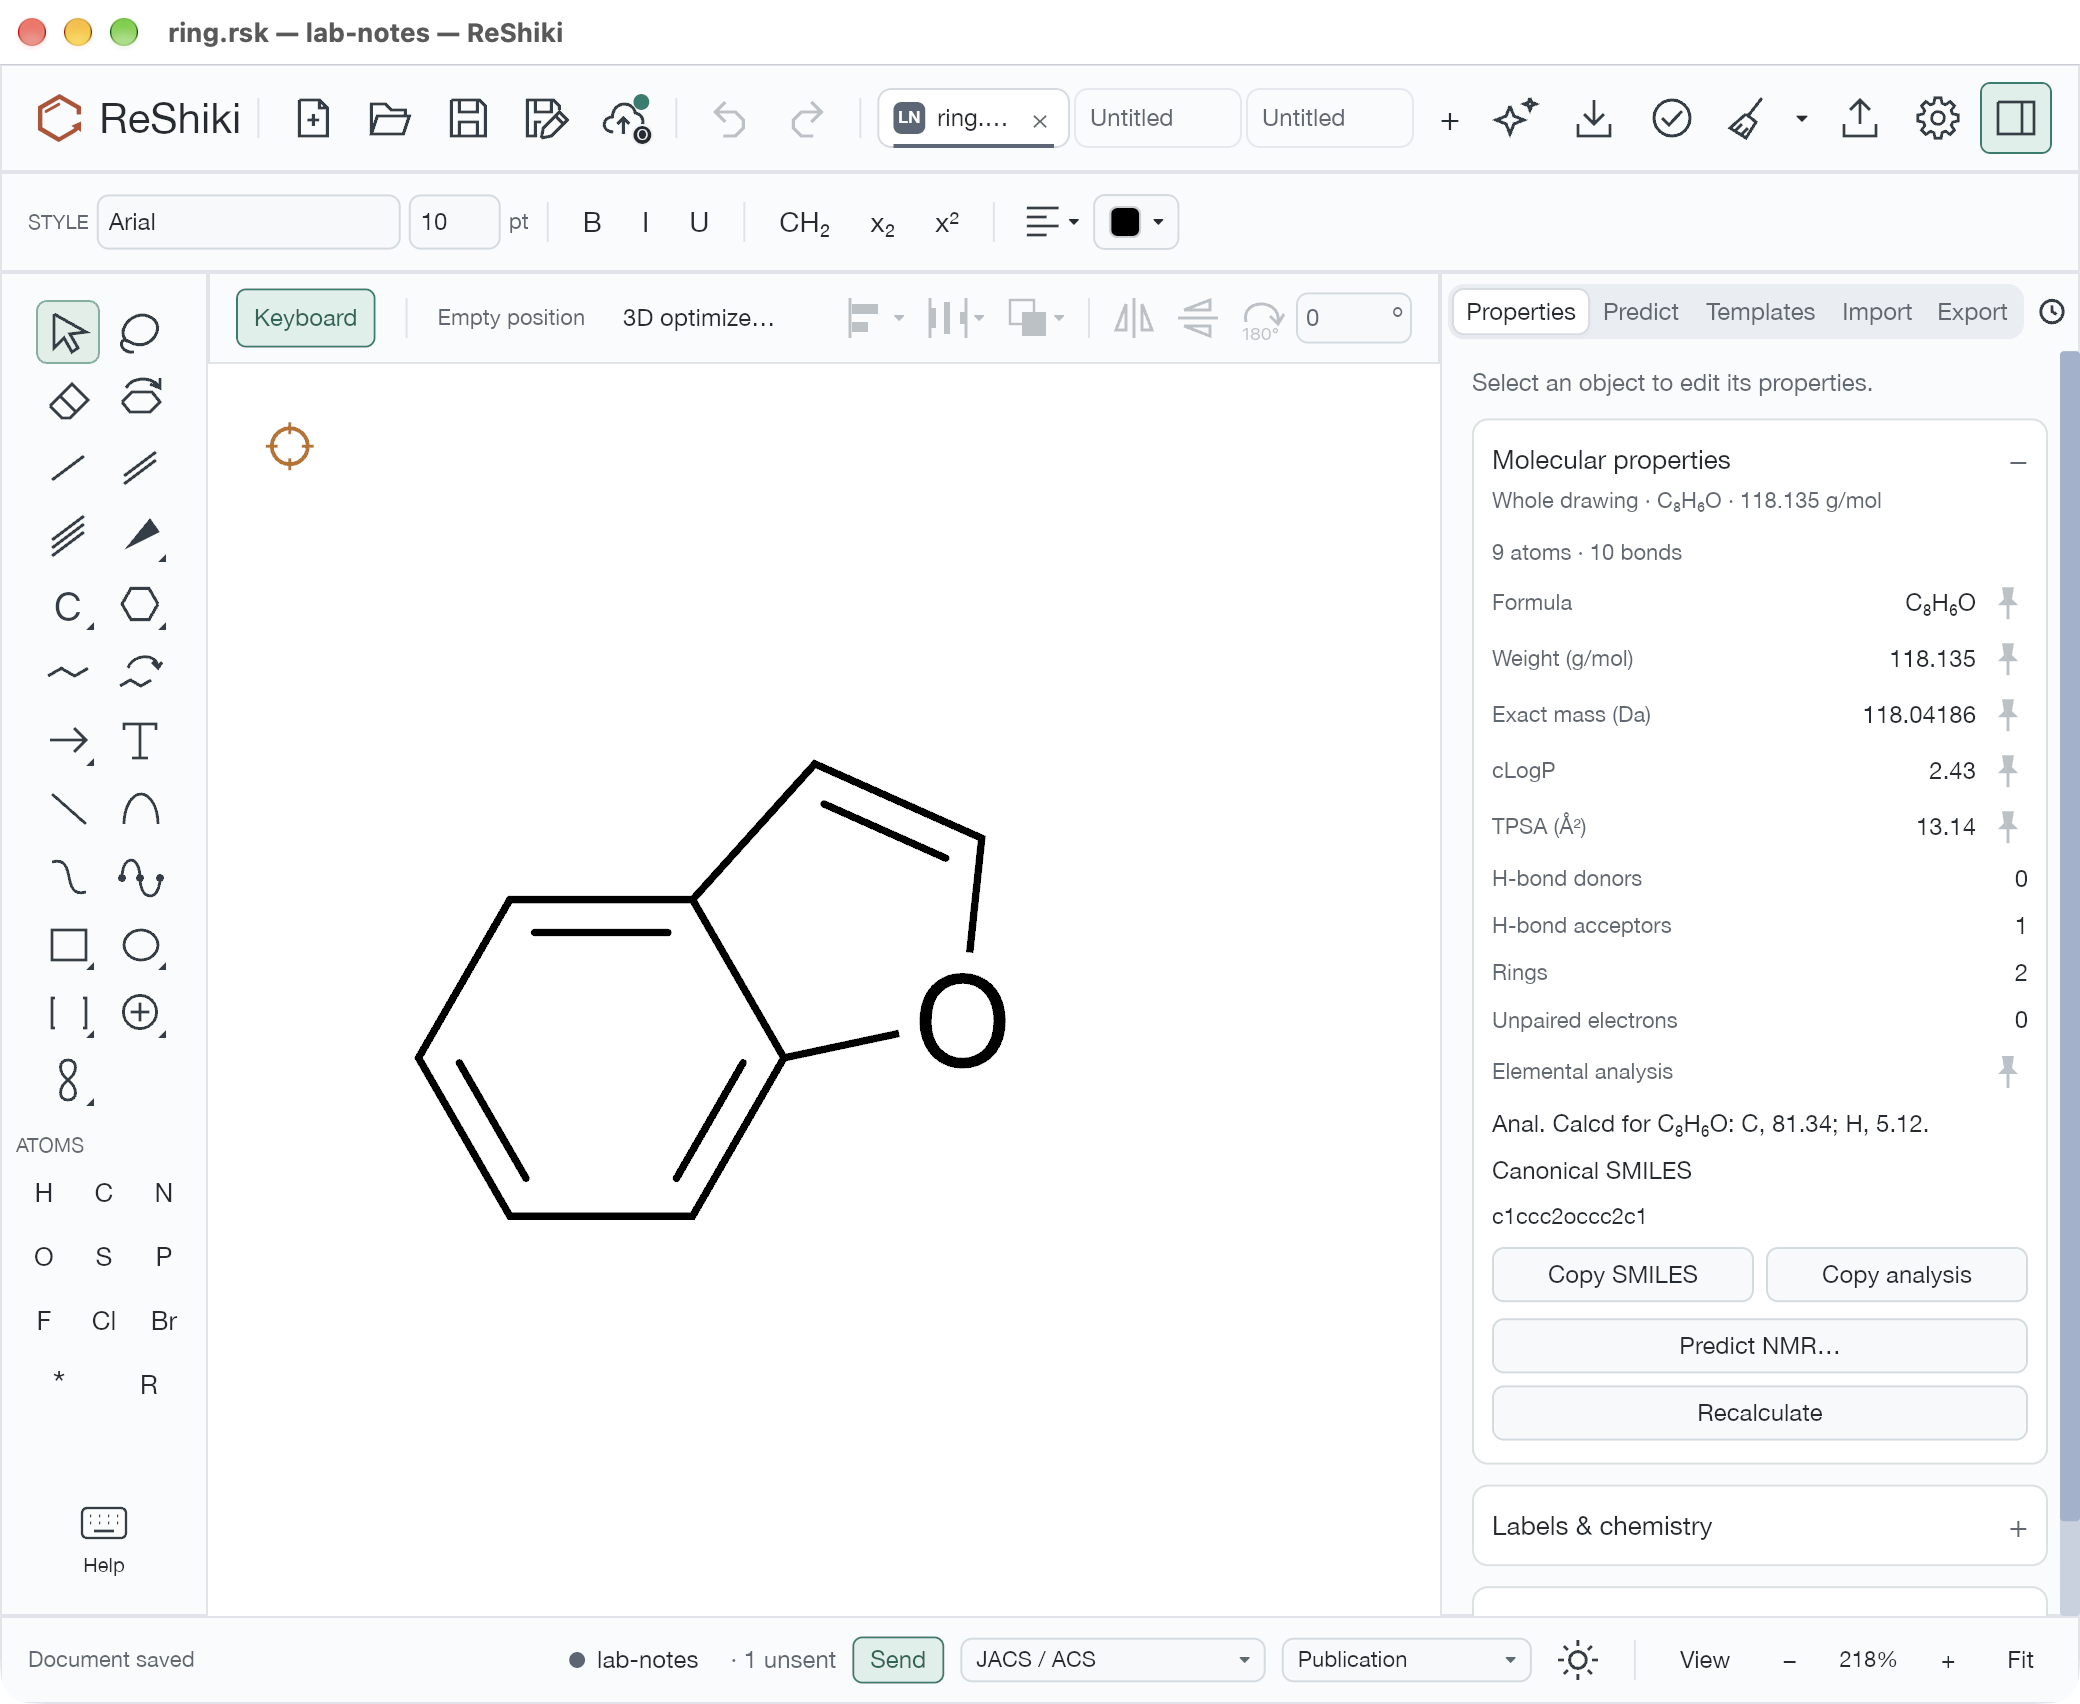 ring.rsk — lab-notes — ReShiki
ReShiki
LN ring.... ×
Untitled
Untitled
+
STYLE Arial 10 pt B I U CH₂ x₂ x²
Keyboard Empty position 3D optimize... 180° 0 °
Properties Predict Templates Import Export
Select an object to edit its properties.
Molecular properties −
Whole drawing · C₈H₆O · 118.135 g/mol
9 atoms · 10 bonds
Formula C₈H₆O
Weight (g/mol) 118.135
Exact mass (Da) 118.04186
cLogP 2.43
TPSA (Å²) 13.14
H-bond donors 0
H-bond acceptors 1
Rings 2
Unpaired electrons 0
Elemental analysis
Anal. Calcd for C₈H₆O: C, 81.34; H, 5.12.
Canonical SMILES
c1ccc2occc2c1
Copy SMILES Copy analysis
Predict NMR...
Recalculate
Labels & chemistry +
O
C
T
[ ]
ATOMS
H C N
O S P
F Cl Br
* R
Help
Document saved lab-notes · 1 unsent Send JACS / ACS Publication View − 218% + Fit